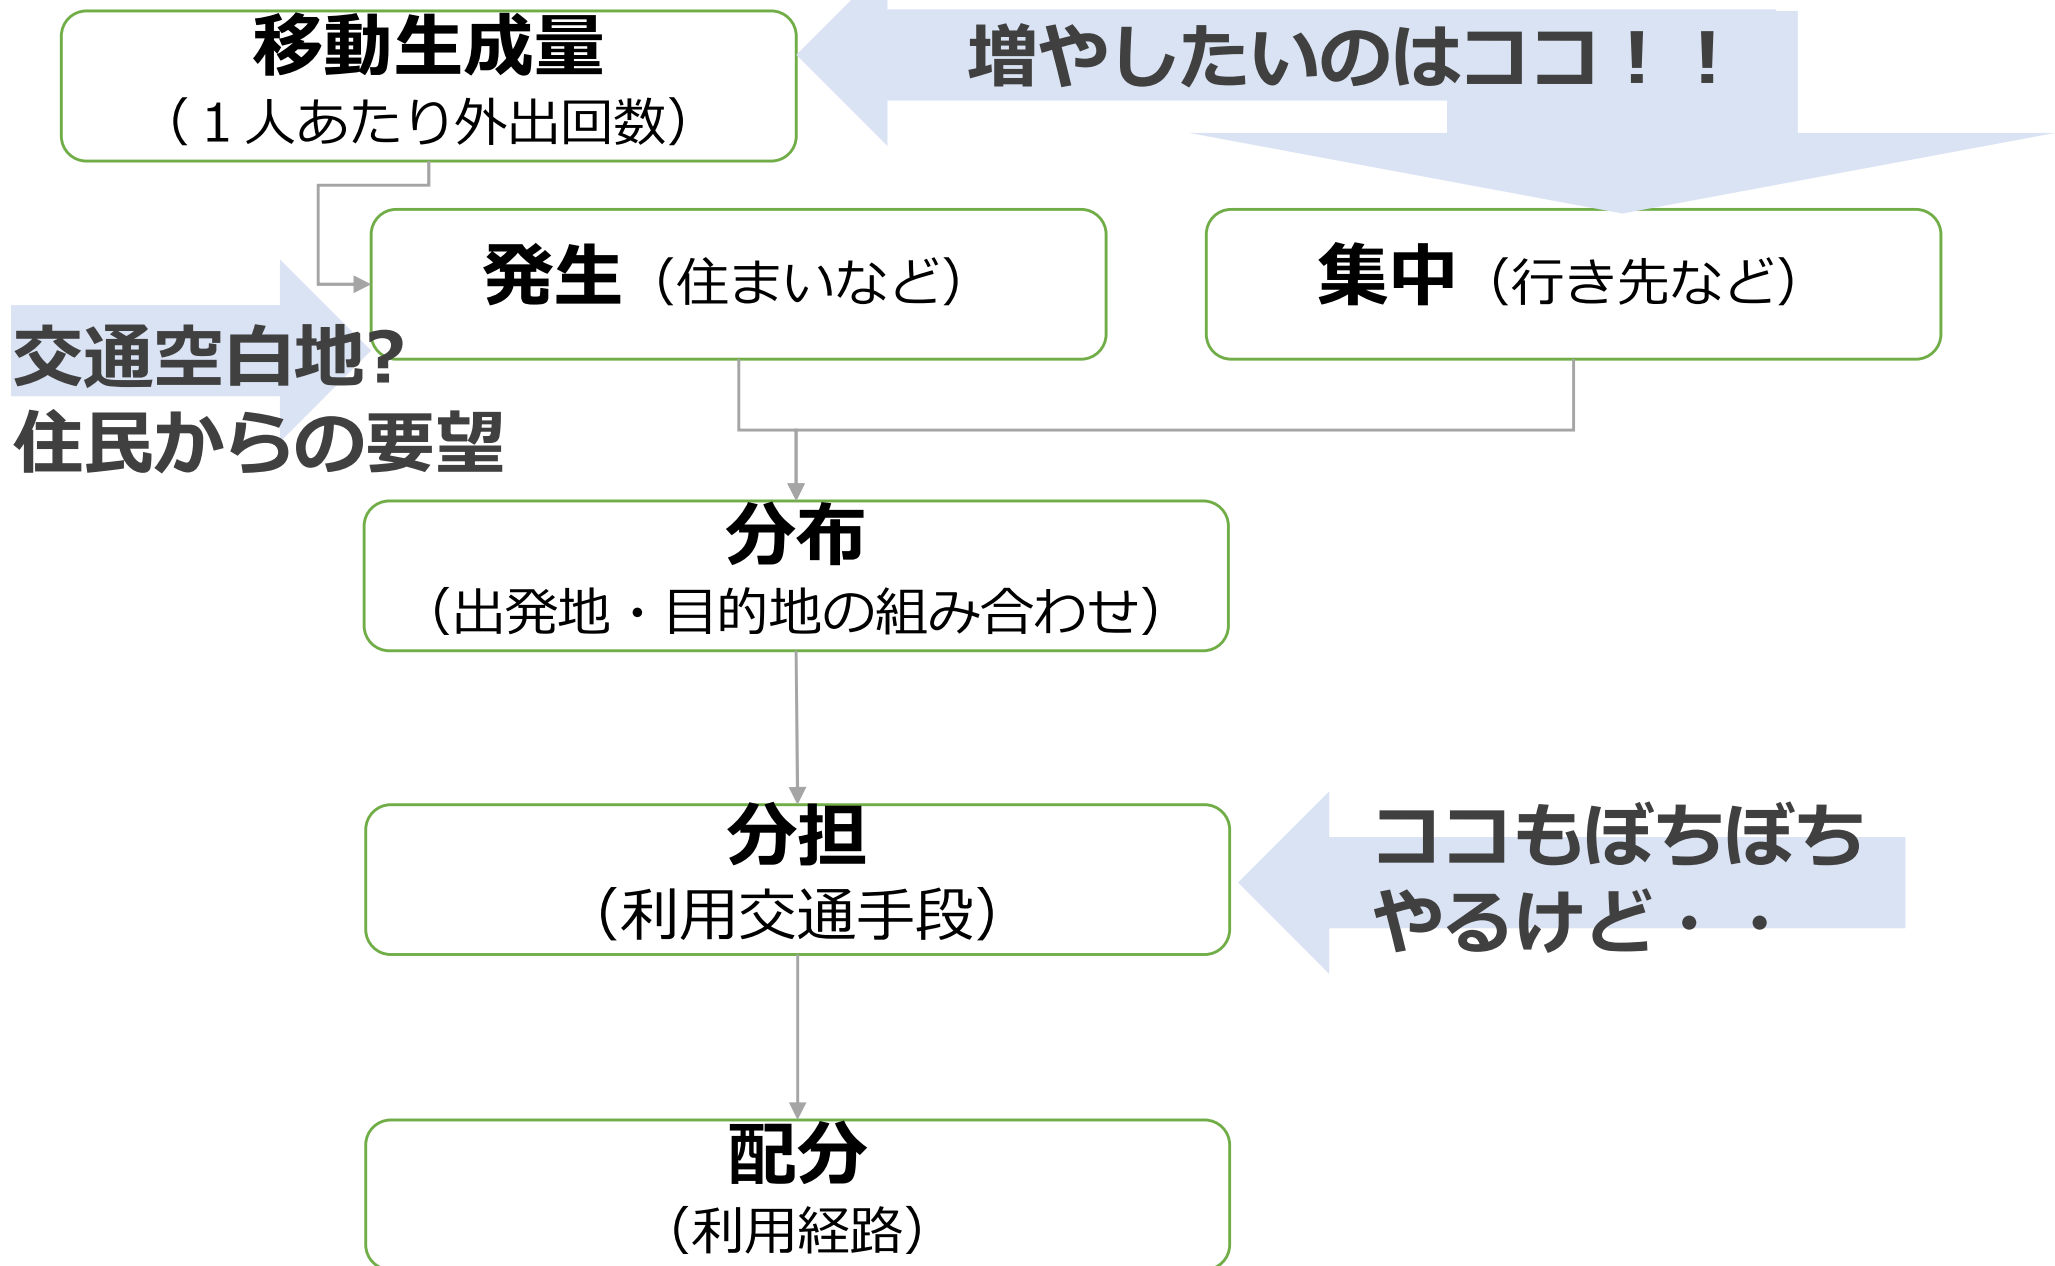 移動生成量
（１人あたり外出回数）
増やしたいのはココ！！
発生（住まいなど）
集中（行き先など）
交通空白地?
住民からの要望
分布
（出発地・目的地の組み合わせ）
分担
（利用交通手段）
ココもぼちぼち
やるけど・・
配分
（利用経路）